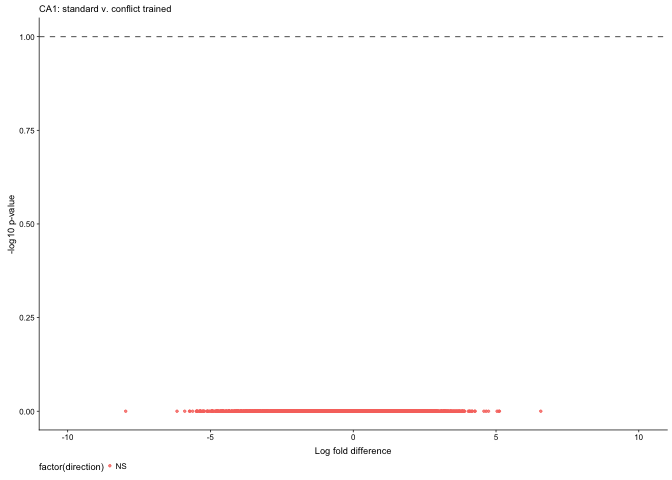 CA1: standard v. conflict trained
1.00
0.75
-log10 p-value
0.50
0.25
0.00
-10
-5
0
5
10
Log fold difference
factor(direction) NS